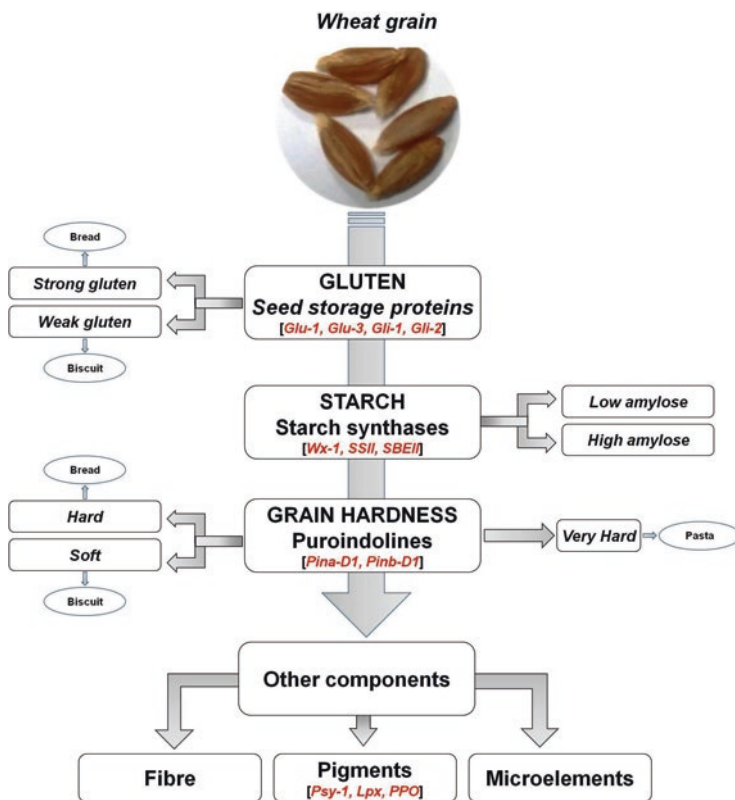 Wheat grain
Bread
Strong gluten
Weak gluten
Biscuit
GLUTEN
Seed storage proteins
[Glu-1, Glu-3, Gli-1, Gli-2]
STARCH
Starch synthases
[Wx-1, SSII, SBEII]
Low amylose
High amylose
Bread
Hard
Soft
Biscuit
GRAIN HARDNESS
Puroindolines
[Pina-D1, Pinb-D1]
Very Hard
Pasta
Other components
Fibre
Pigments
[Psy-1, Lpx, PPO]
Microelements